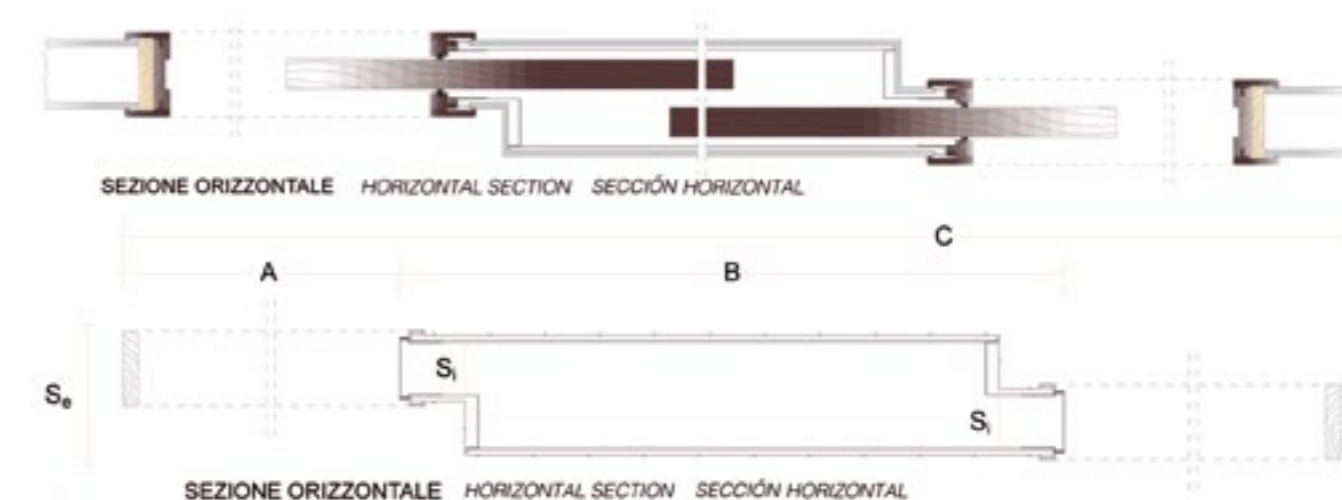 SEZIONE ORIZZONTALE HORIZONTAL SECTION SECCIÓN HORIZONTAL
C
A B
Si
Se
Si
SEZIONE ORIZZONTALE HORIZONTAL SECTION SECCIÓN HORIZONTAL